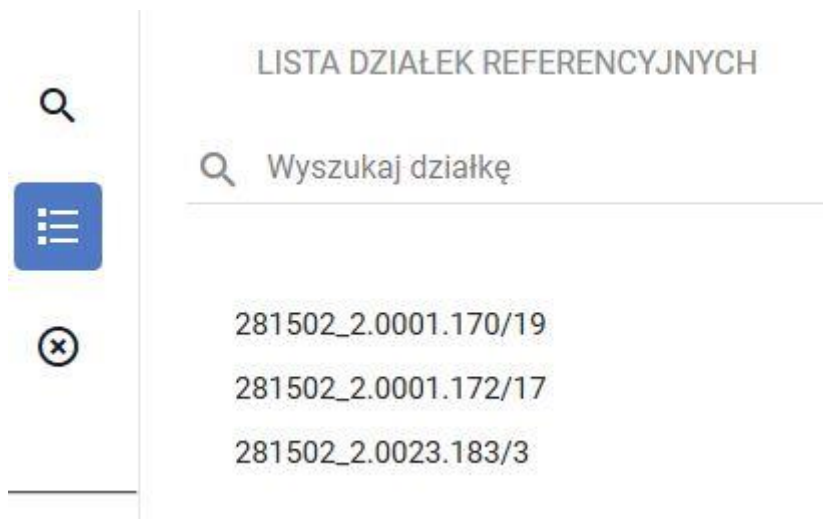 LISTA DZIAŁEK REFERENCYJNYCH
Wyszukaj działkę
281502_2.0001.170/19
281502_2.0001.172/17
281502_2.0023.183/3